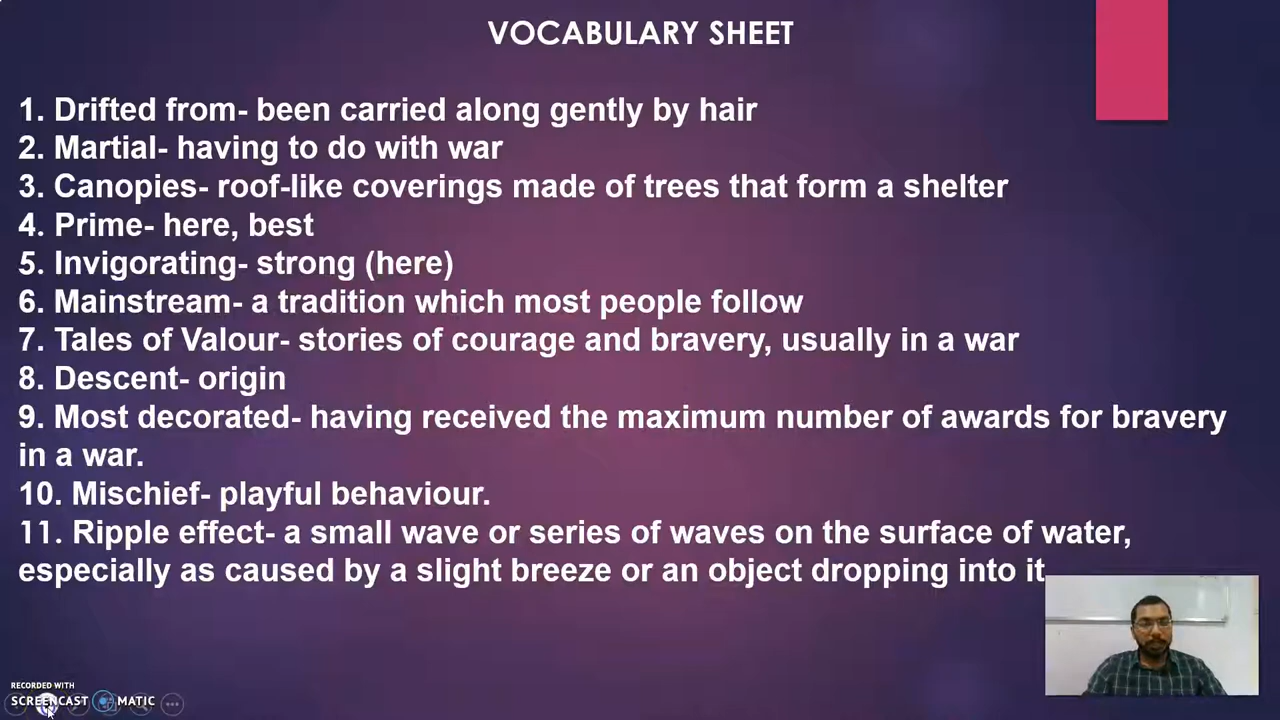 VOCABULARY SHEET
1. Drifted from- been carried along gently by hair
2. Martial- having to do with war
3. Canopies- roof-like coverings made of trees that form a shelter
4. Prime- here, best
5. Invigorating- strong (here)
6. Mainstream- a tradition which most people follow
7. Tales of Valour- stories of courage and bravery, usually in a war
8. Descent- origin
9. Most decorated- having received the maximum number of awards for bravery
in a war.
10. Mischief- playful behaviour.
11. Ripple effect- a small wave or series of waves on the surface of water,
especially as caused by a slight breeze or an object dropping into it
RECORDED WITH
SCREENCAST MATIC